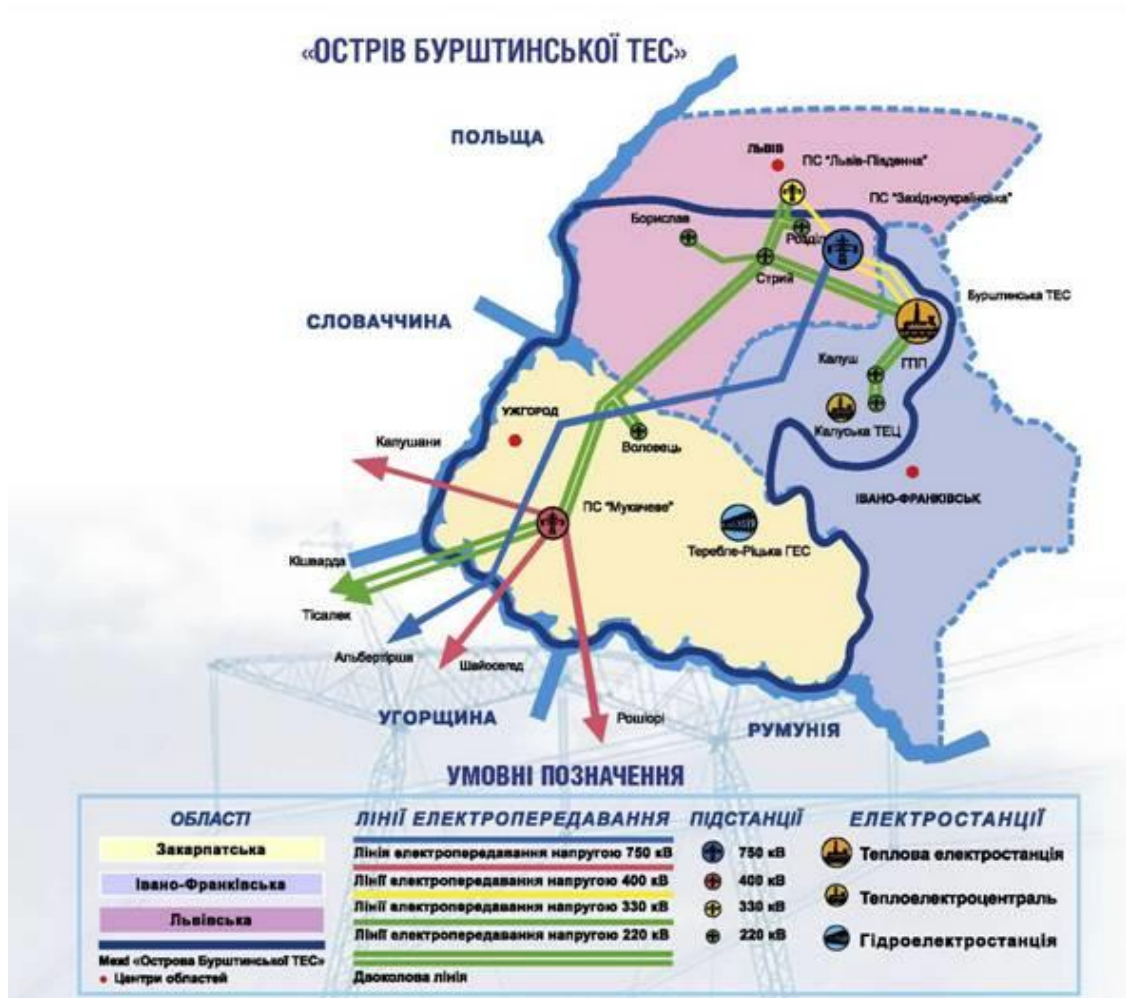 «ОСТРІВ БУРШТИНСЬКОЇ ТЕС»
ПОЛЬЩА
ЛЬВІВ
ПС "Львів-Південна"
ПС "Західноукраїнська"
Борислав
Розділ
Стрий
Бурштинська ТЕС
СЛОВАЧЧИНА
Калуш
ГПП
УЖГОРОД
Калуська ТЕЦ
Калушани
Воловець
ІВАНО-ФРАНКІВСЬК
ПС "Мукачеве"
Теребле-Ріцька ГЕС
Кішварда
Тісалек
Альбертірша
Шайосегед
УГОРЩИНА
Рошіорі
РУМУНІЯ
УМОВНІ ПОЗНАЧЕННЯ
ОБЛАСТІ
Закарпатська
Івано-Франківська
Львівська
Межі «Острова Бурштинської ТЕС»
Центри областей
ЛІНІЇ ЕЛЕКТРОПЕРЕДАВАННЯ
Лінія електропередавання напругою 750 кВ
Лінії електропередавання напругою 400 кВ
Лінії електропередавання напругою 330 кВ
Лінії електропередавання напругою 220 кВ
Двоколова лінія
ПІДСТАНЦІЇ
750 кВ
400 кВ
330 кВ
220 кВ
ЕЛЕКТРОСТАНЦІЇ
Теплова електростанція
Теплоелектроцентраль
Гідроелектростанція